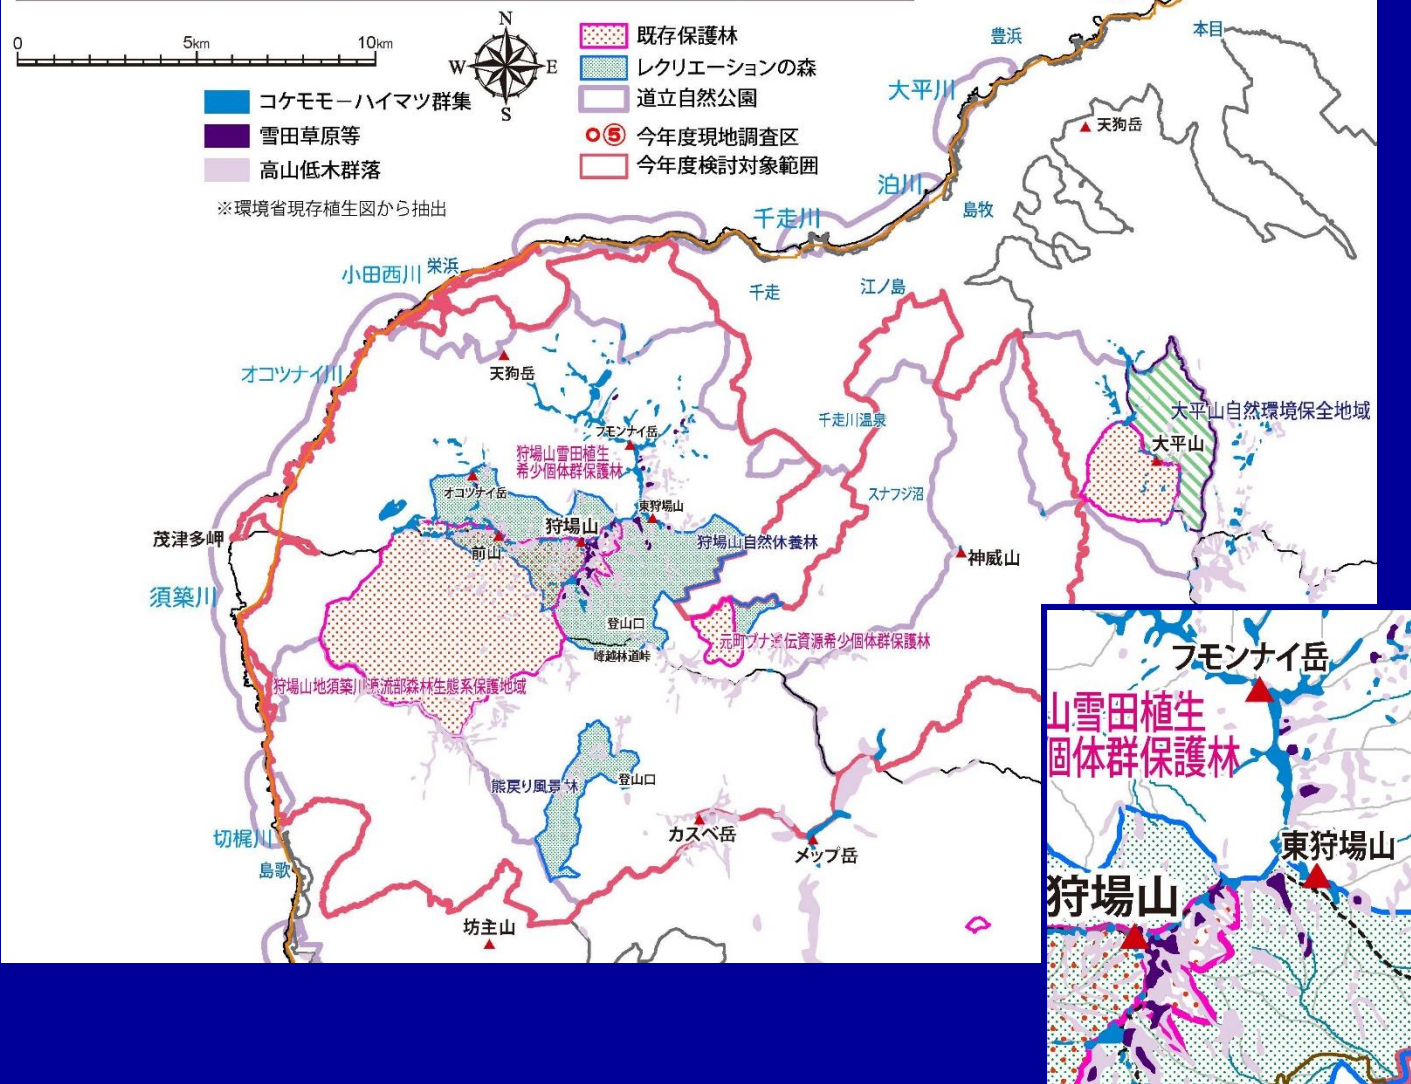 0
5km
10km
N
W
E
S
コケモモ－ハイマツ群集
雪田草原等
高山低木群落
※環境省現存植生図から抽出
既存保護林
レクリエーションの森
道立自然公園
⑤ 今年度現地調査区
今年度検討対象範囲
豊浜
本目
大平川
天狗岳
泊川
島牧
千走川
小田西川
栄浜
千走
江ノ島
オコツナイ川
天狗岳
千走川温泉
大平山自然環境保全地域
大平山
フモンナイ岳
狩場山雪田植生
希少個体群保護林
オコツナイ岳
東狩場山
スナフジ沼
狩場山
前山
狩場山自然休養林
茂津多岬
神威山
須築川
登山口
元町ブナ遺伝資源希少個体群保護林
峰越林道峠
狩場山地須築川源流部森林生態系保護地域
熊戻り風景林
登山口
カスベ岳
メップ岳
切梶川
島歌
坊主山
フモンナイ岳
山雪田植生
個体群保護林
東狩場山
狩場山